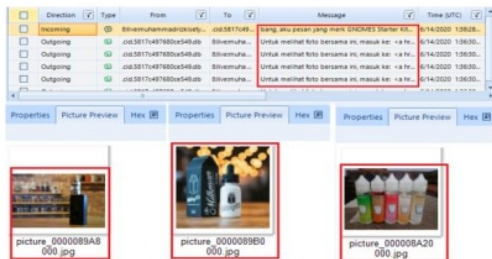 Direction Type From To Message Time (UTC)
Incoming bang, aku pesan yang merk GNOMES Starter Kit... 6/14/2020 1:58:28...
Outgoing Untuk melihat foto bersama ini, masuk ke: <a hr... 6/14/2020 1:56:30...
Outgoing Untuk melihat foto bersama ini, masuk ke: <a hr... 6/14/2020 1:56:30...
Outgoing Untuk melihat foto bersama ini, masuk ke: <a hr... 6/14/2020 1:56:30...
Outgoing Untuk melihat foto bersama ini, masuk ke: <a hr... 6/14/2020 1:56:30...
Properties Picture Preview Hex
Properties Picture Preview Hex
Properties Picture Preview Hex
picture_0000089A8
000.jpg
picture_0000089B0
000.jpg
picture_000008A20
000.jpg